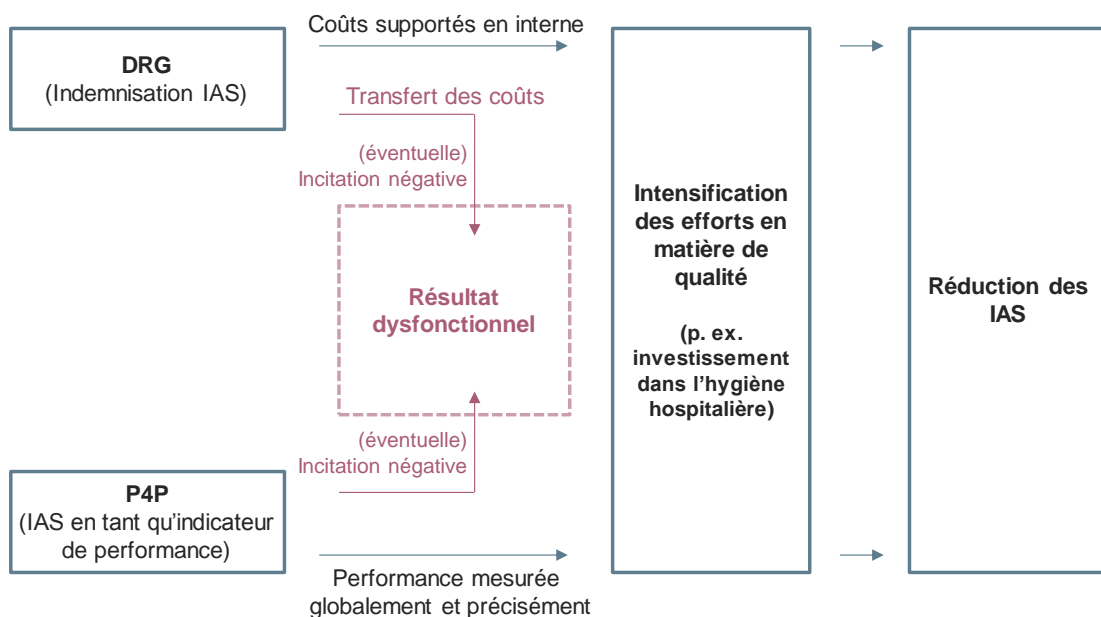 Coûts supportés en interne
DRG
(Indemnisation IAS)
Transfert des coûts
(éventuelle)
Incitation négative
Résultat
dysfonctionnel
(éventuelle)
Incitation négative
P4P
(IAS en tant qu'indicateur
de performance)
Performance mesurée
globalement et précisément
Intensification
des efforts en
matière de
qualité
(p. ex.
investissement
dans l'hygiène
hospitalière)
Réduction des
IAS